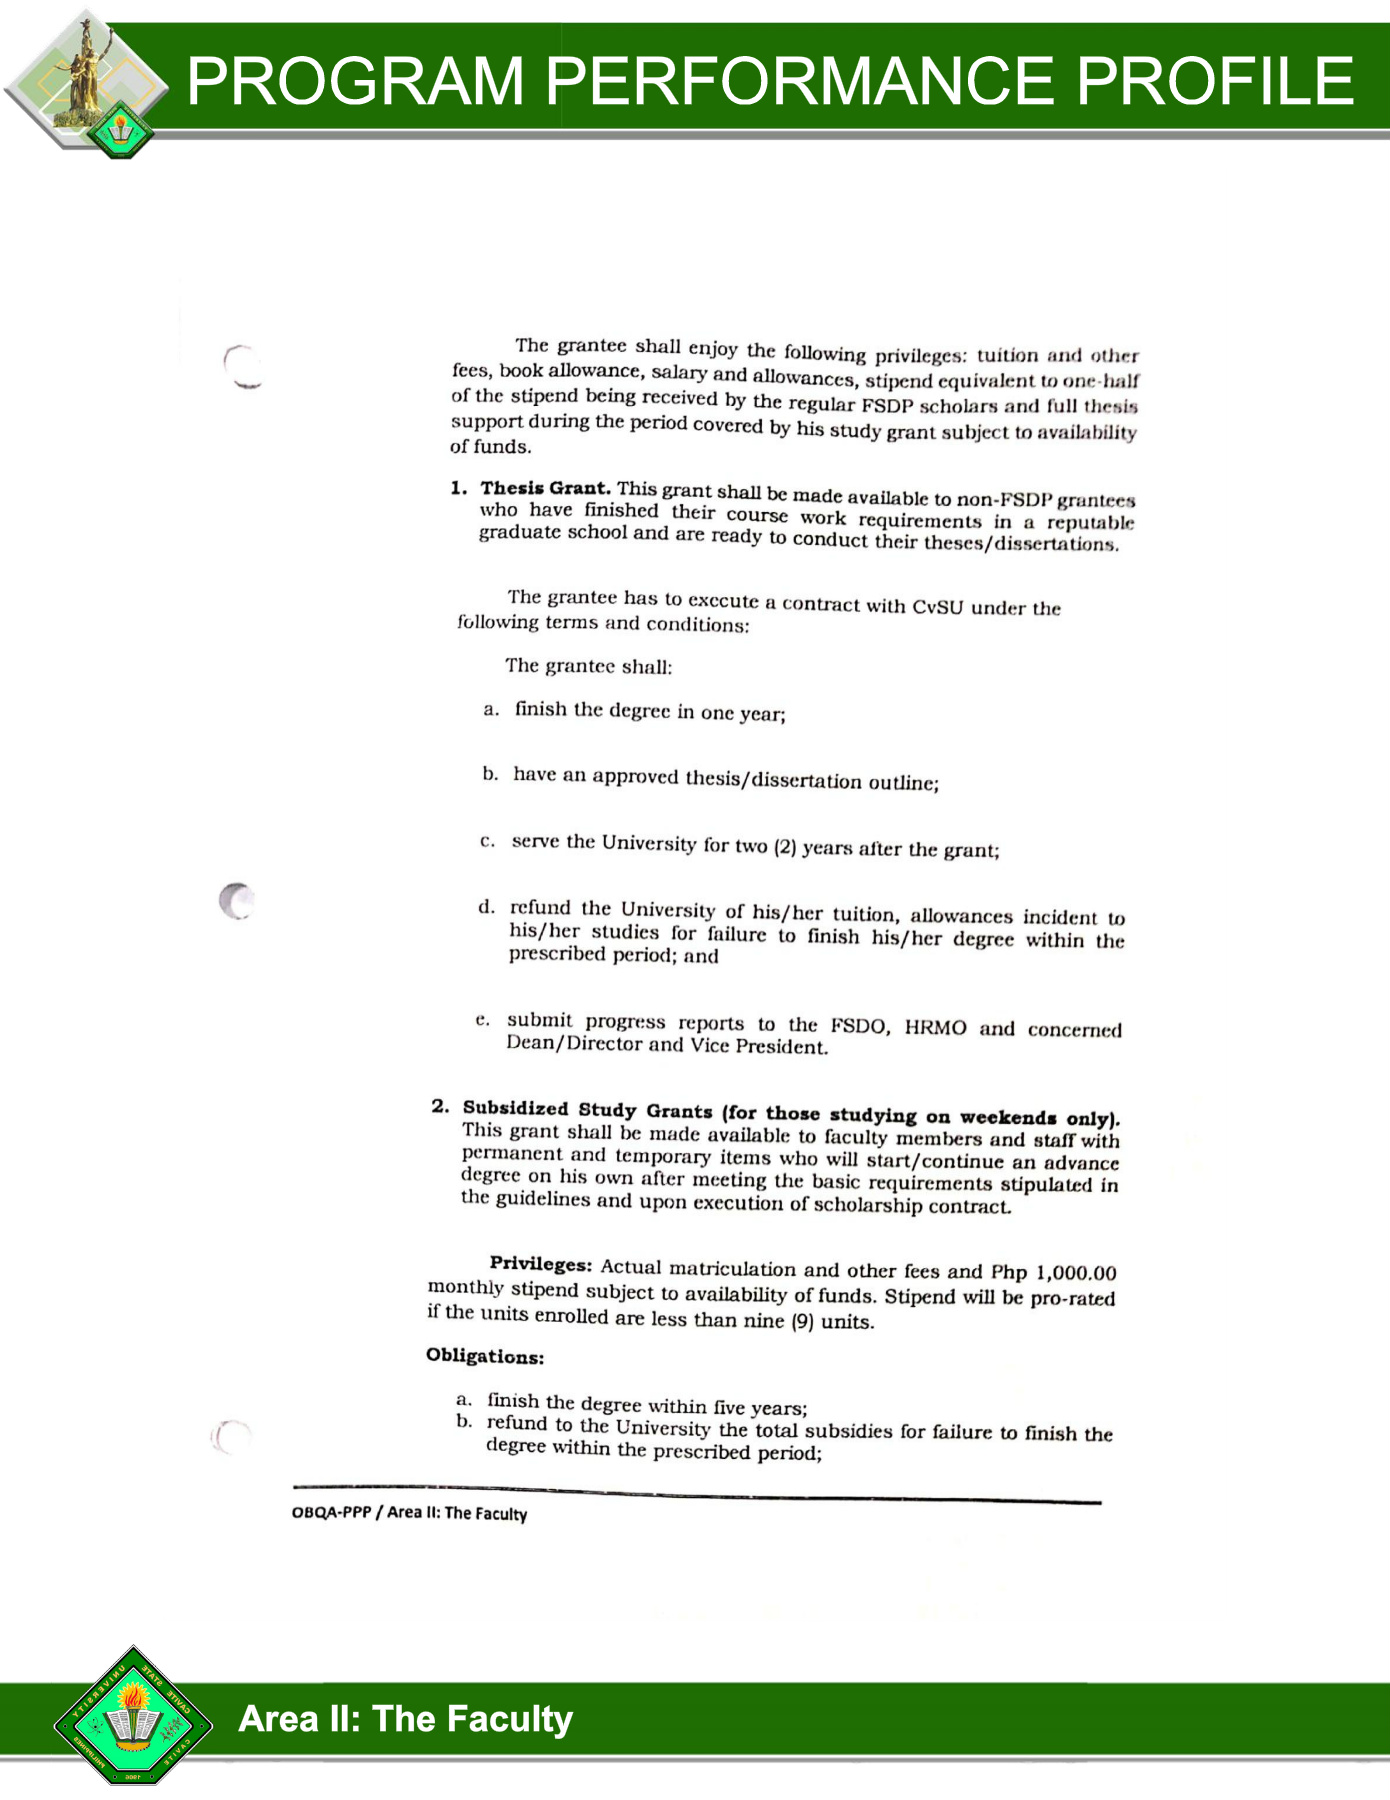 PROGRAM PERFORMANCE PROFILE
The grantee shall enjoy the following privileges: tuition and other
fees, book allowance, salary and allowances, stipend equivalent to one-half
of the stipend being received by the regular FSDP scholars and full thesis
support during the period covered by his study grant subject to availability
of funds.
1. Thesis Grant. This grant shall be made available to non-FSDP grantees
who have finished their course work requirements in a reputable
graduate school and are ready to conduct their theses/dissertations.
The grantee has to execute a contract with CvSU under the
following terms and conditions:
The grantee shall:
a. finish the degree in one year;
b. have an approved thesis/dissertation outline;
c. serve the University for two (2) years after the grant;
d. refund the University of his/her tuition, allowances incident to
his/her studies for failure to finish his/her degree within the
prescribed period; and
e. submit progress reports to the FSDO, HRMO and concerned
Dean/Director and Vice President.
2. Subsidized Study Grants (for those studying on weekends only).
This grant shall be made available to faculty members and staff with
permanent and temporary items who will start/continue an advance
degree on his own after meeting the basic requirements stipulated in
the guidelines and upon execution of scholarship contract.
Privileges: Actual matriculation and other fees and Php 1,000.00
monthly stipend subject to availability of funds. Stipend will be pro-rated
if the units enrolled are less than nine (9) units.
Obligations:
a. finish the degree within five years;
b. refund to the University the total subsidies for failure to finish the
degree within the prescribed period;
OBQA-PPP / Area II: The Faculty
CAVITE STATE UNIVERSITY
CAVITE
PHILIPPINES
1906
Area II: The Faculty